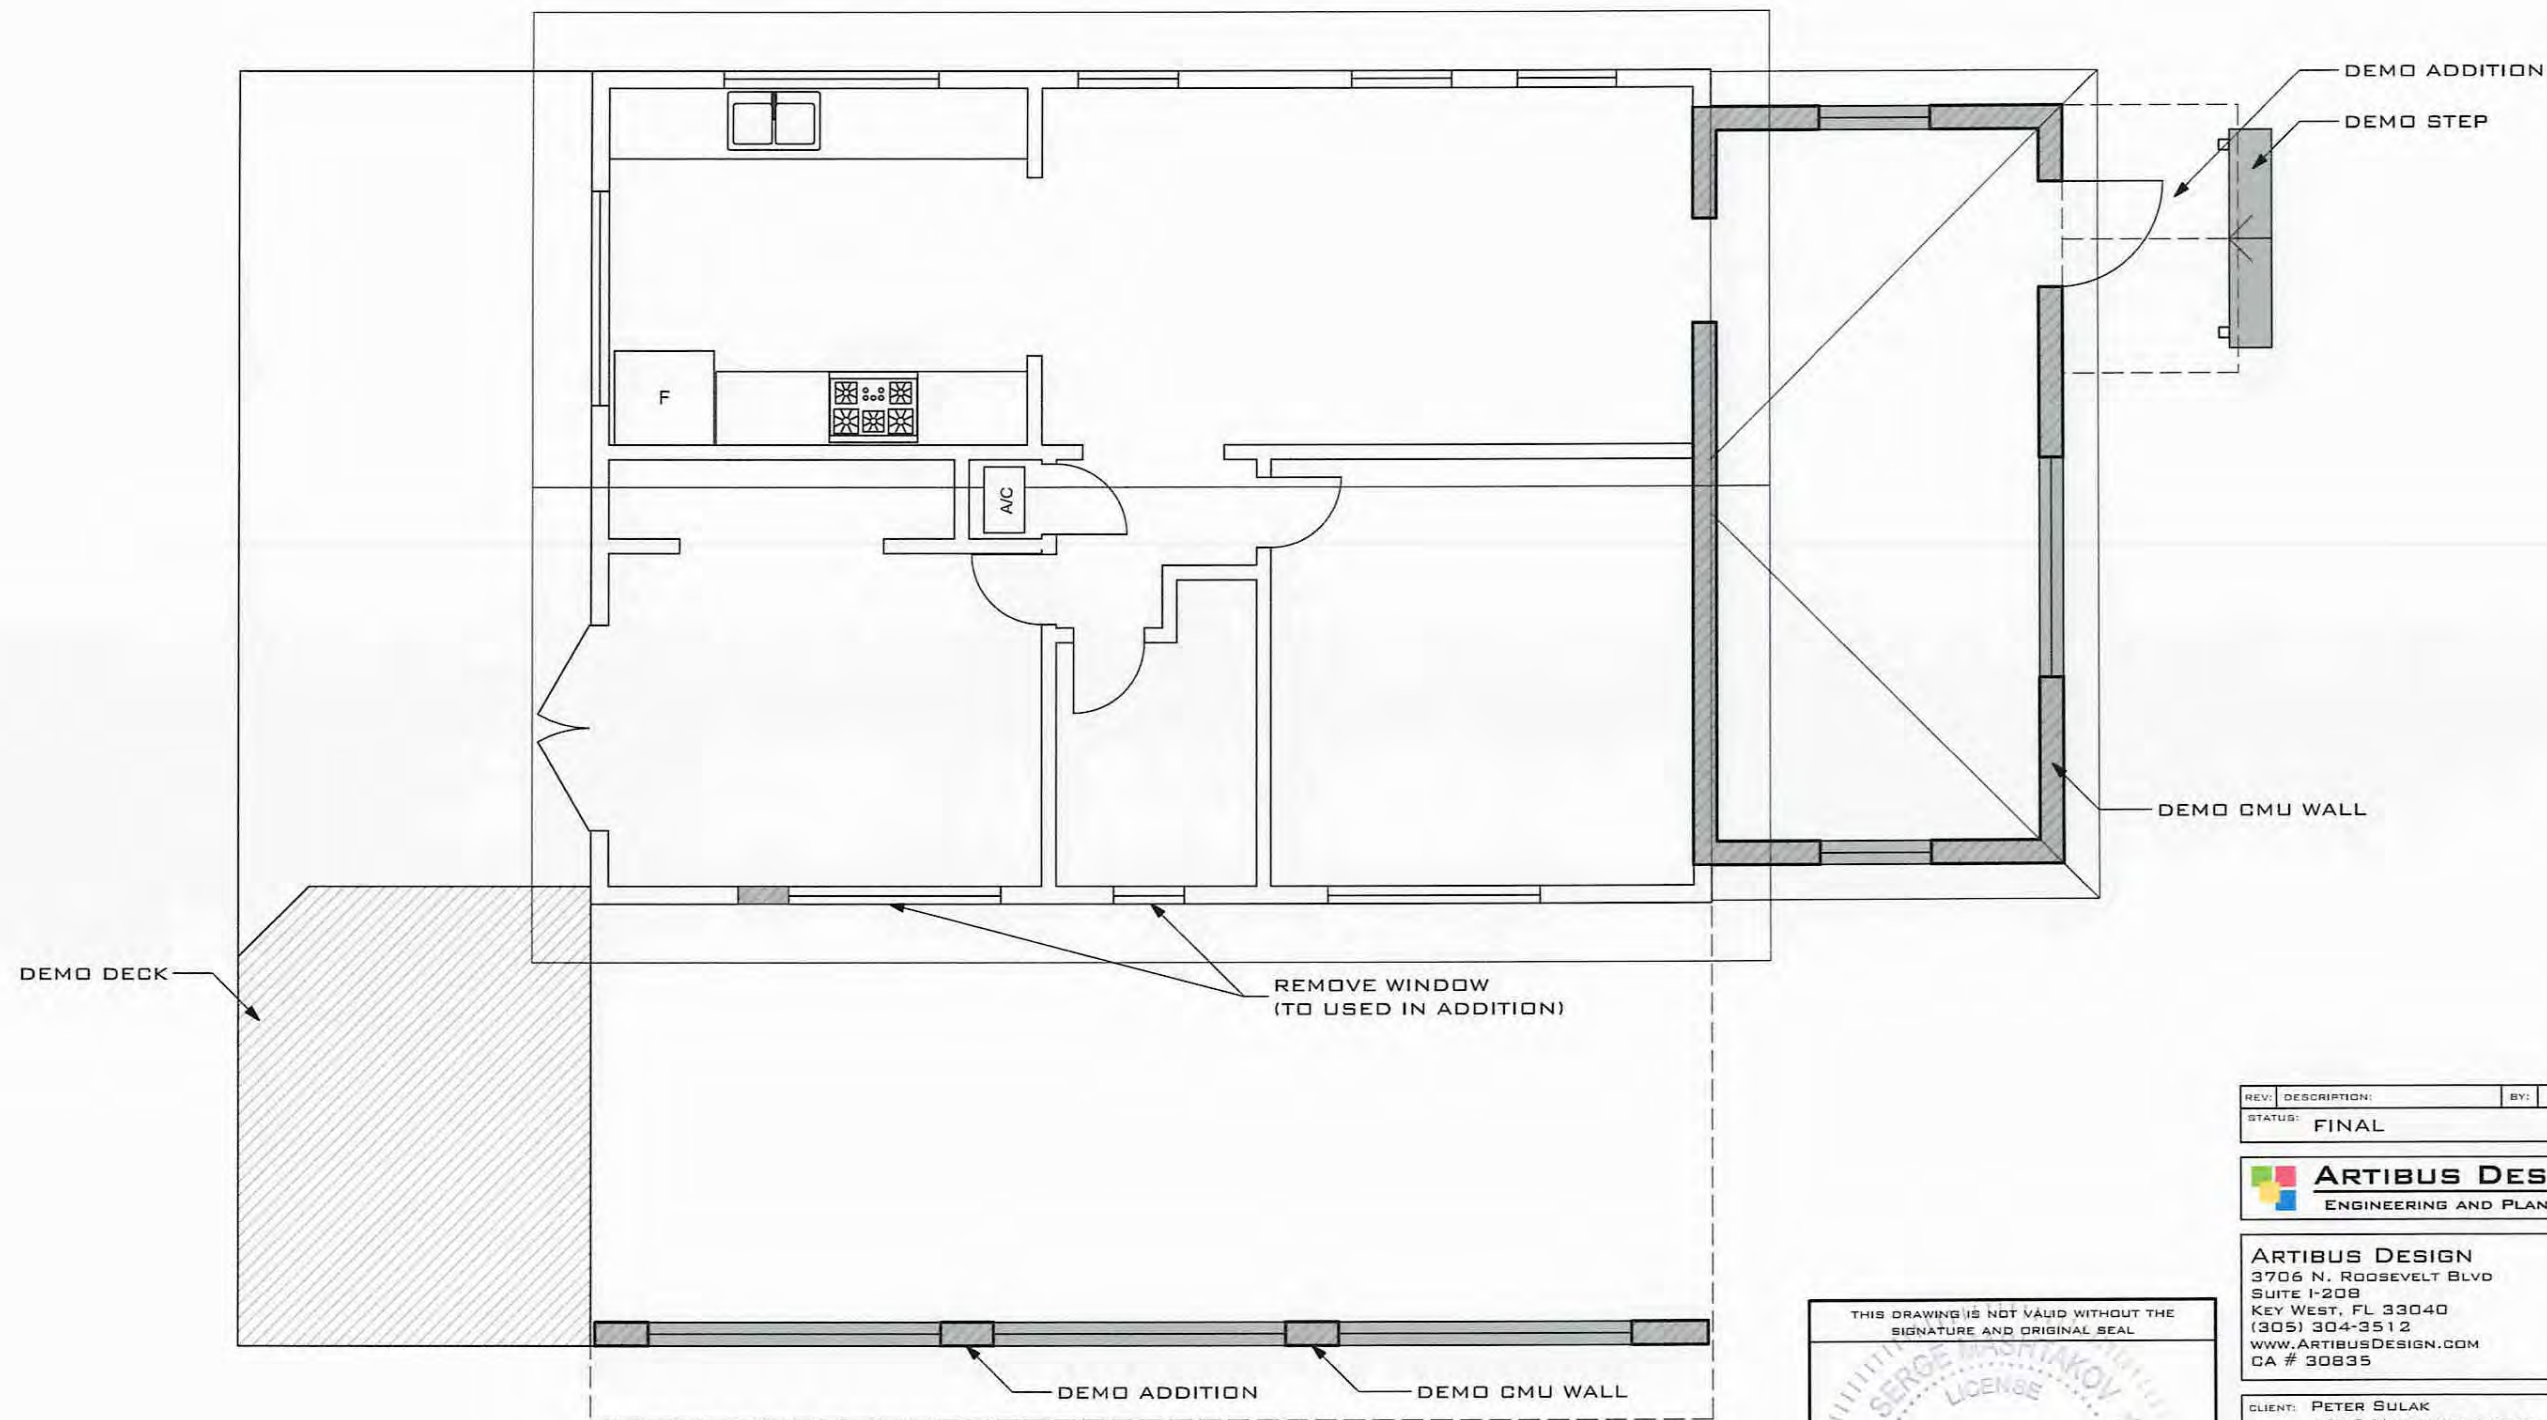 DEMO ADDITION
DEMO STEP
F
A/C
DEMO CMU WALL
DEMO DECK
REMOVE WINDOW
(TO USED IN ADDITION)
DEMO ADDITION
DEMO CMU WALL
REV: DESCRIPTION: BY:
STATUS: FINAL
ARTIBUS DES
ENGINEERING AND PLAN
ARTIBUS DESIGN
3706 N. ROOSEVELT BLVD
SUITE I-208
KEY WEST, FL 33040
(305) 304-3512
WWW.ARTIBUSDESIGN.COM
CA # 30835
CLIENT: PETER SULAK
THIS DRAWING IS NOT VALID WITHOUT THE
SIGNATURE AND ORIGINAL SEAL
SERGE MASHTAKOV
LICENSE